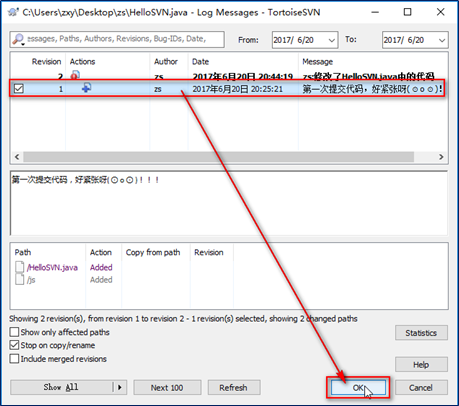 C:\Users\zxy\Desktop\zs\HelloSVN.java - Log Messages - TortoiseSVN
essages, Paths, Authors, Revisions, Bug-IDs, Date,
From: 2017/ 6/20 To: 2017/ 6/20
Revision Actions Author Date Message
2 zs 2017年6月20日 20:44:19 zs:修改了HelloSVN.java中的代码
1 zs 2017年6月20日 20:25:21 第一次提交代码，好紧张呀(⊙o⊙)!
第一次提交代码，好紧张呀(⊙o⊙)！！！
Path Action Copy from path Revision
/HelloSVN.java Added
/js Added
Showing 2 revision(s), from revision 1 to revision 2 - 1 revision(s) selected, showing 2 changed paths
Show only affected paths
Statistics
Stop on copy/rename
Include merged revisions
Help
Show All Next 100 Refresh OK Cancel